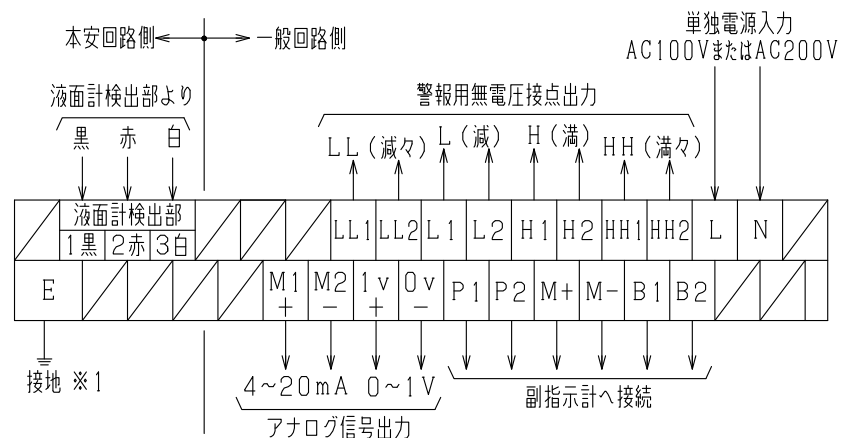 本安回路側
一般回路側
単独電源入力
AC100VまたはAC200V
液面計検出部より
黒 赤 白
警報用無電圧接点出力
LL(減々) L(減) H(満) HH(満々)
液面計検出部
1黒 2赤 3白
LL1 LL2 L1 L2 H1 H2 HH1 HH2 L N
E M1+ M2- 1v+ 0v- P1 P2 M+ M- B1 B2
接地 ※1
4~20mA 0~1V
アナログ信号出力
副指示計へ接続